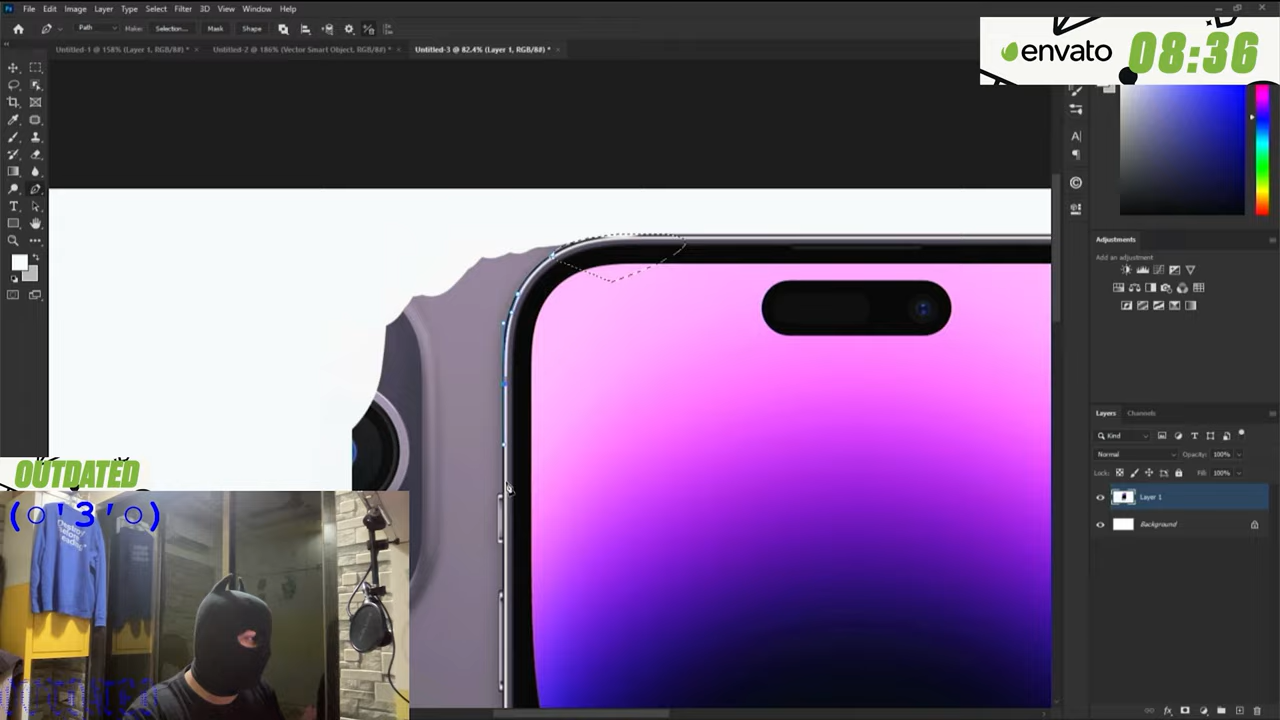 File Edit Image Layer Type Select Filter 3D View Window Help
Path Make: Selection... Mask Shape
Untitled-1 @ 158% (Layer 1, RGB/8#) * × Untitled-2 @ 186% (Vector Smart Object, RGB/8#) * × Untitled-3 @ 82.4% (Layer 1, RGB/8#) * ×
envato 08:36
Adjustments
Add an adjustment
Layers Channels
Kind
Normal Opacity: 100%
Lock: Fill: 100%
Layer 1
Background
OUTDATED
(○'3'○)